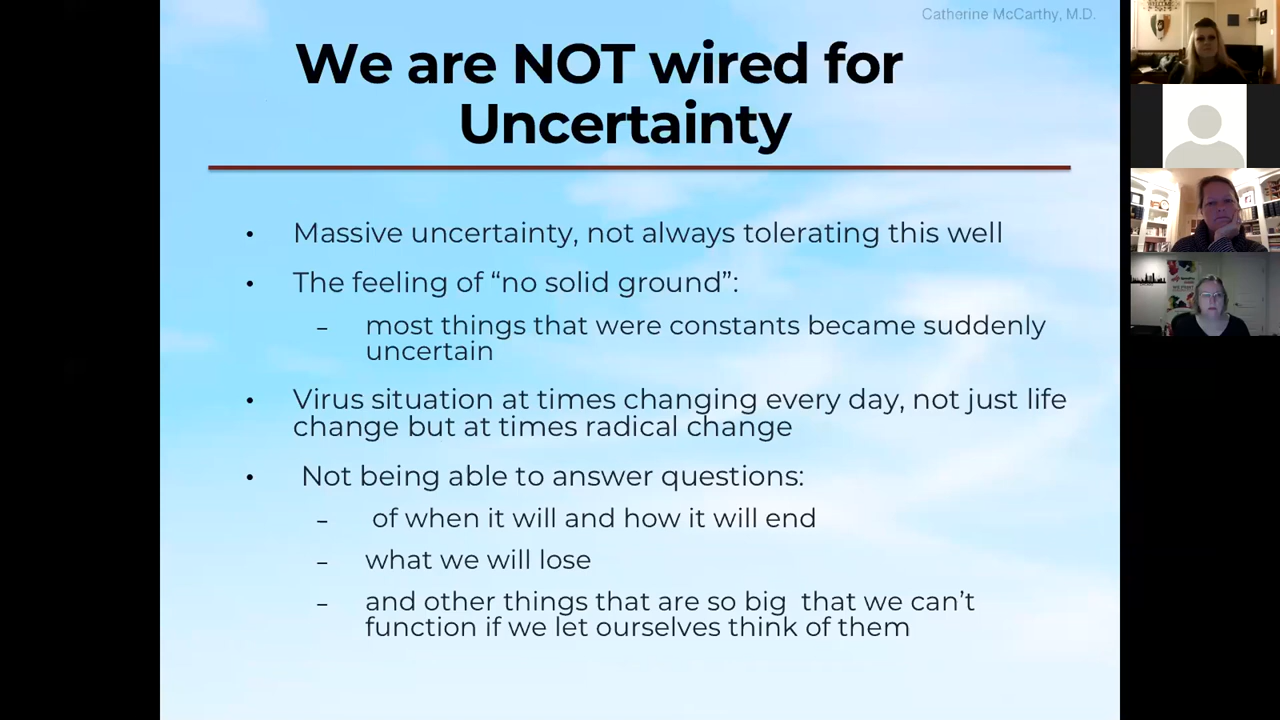 Catherine McCarthy, M.D.
We are NOT wired for
Uncertainty
• Massive uncertainty, not always tolerating this well
• The feeling of “no solid ground”:
– most things that were constants became suddenly
uncertain
• Virus situation at times changing every day, not just life
change but at times radical change
• Not being able to answer questions:
– of when it will and how it will end
– what we will lose
– and other things that are so big that we can’t
function if we let ourselves think of them